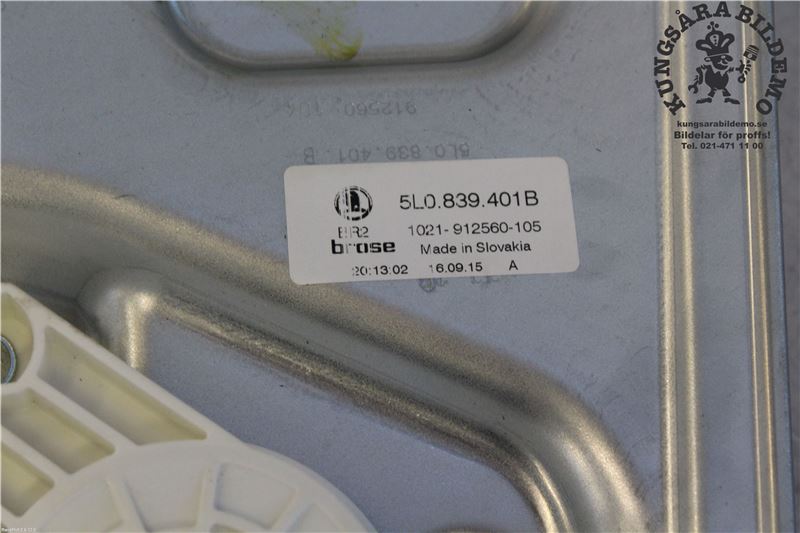 KUNGSÅRA BILDEMO
kungsarabildemo.se
Bildelar för proffs!
Tel. 021-471 11 00
912560.104
5L0.839.401.B
5L0.839.401B
BR2
1021-912560-105
brose
Made in Slovakia
20:13:02
16.09.15
A